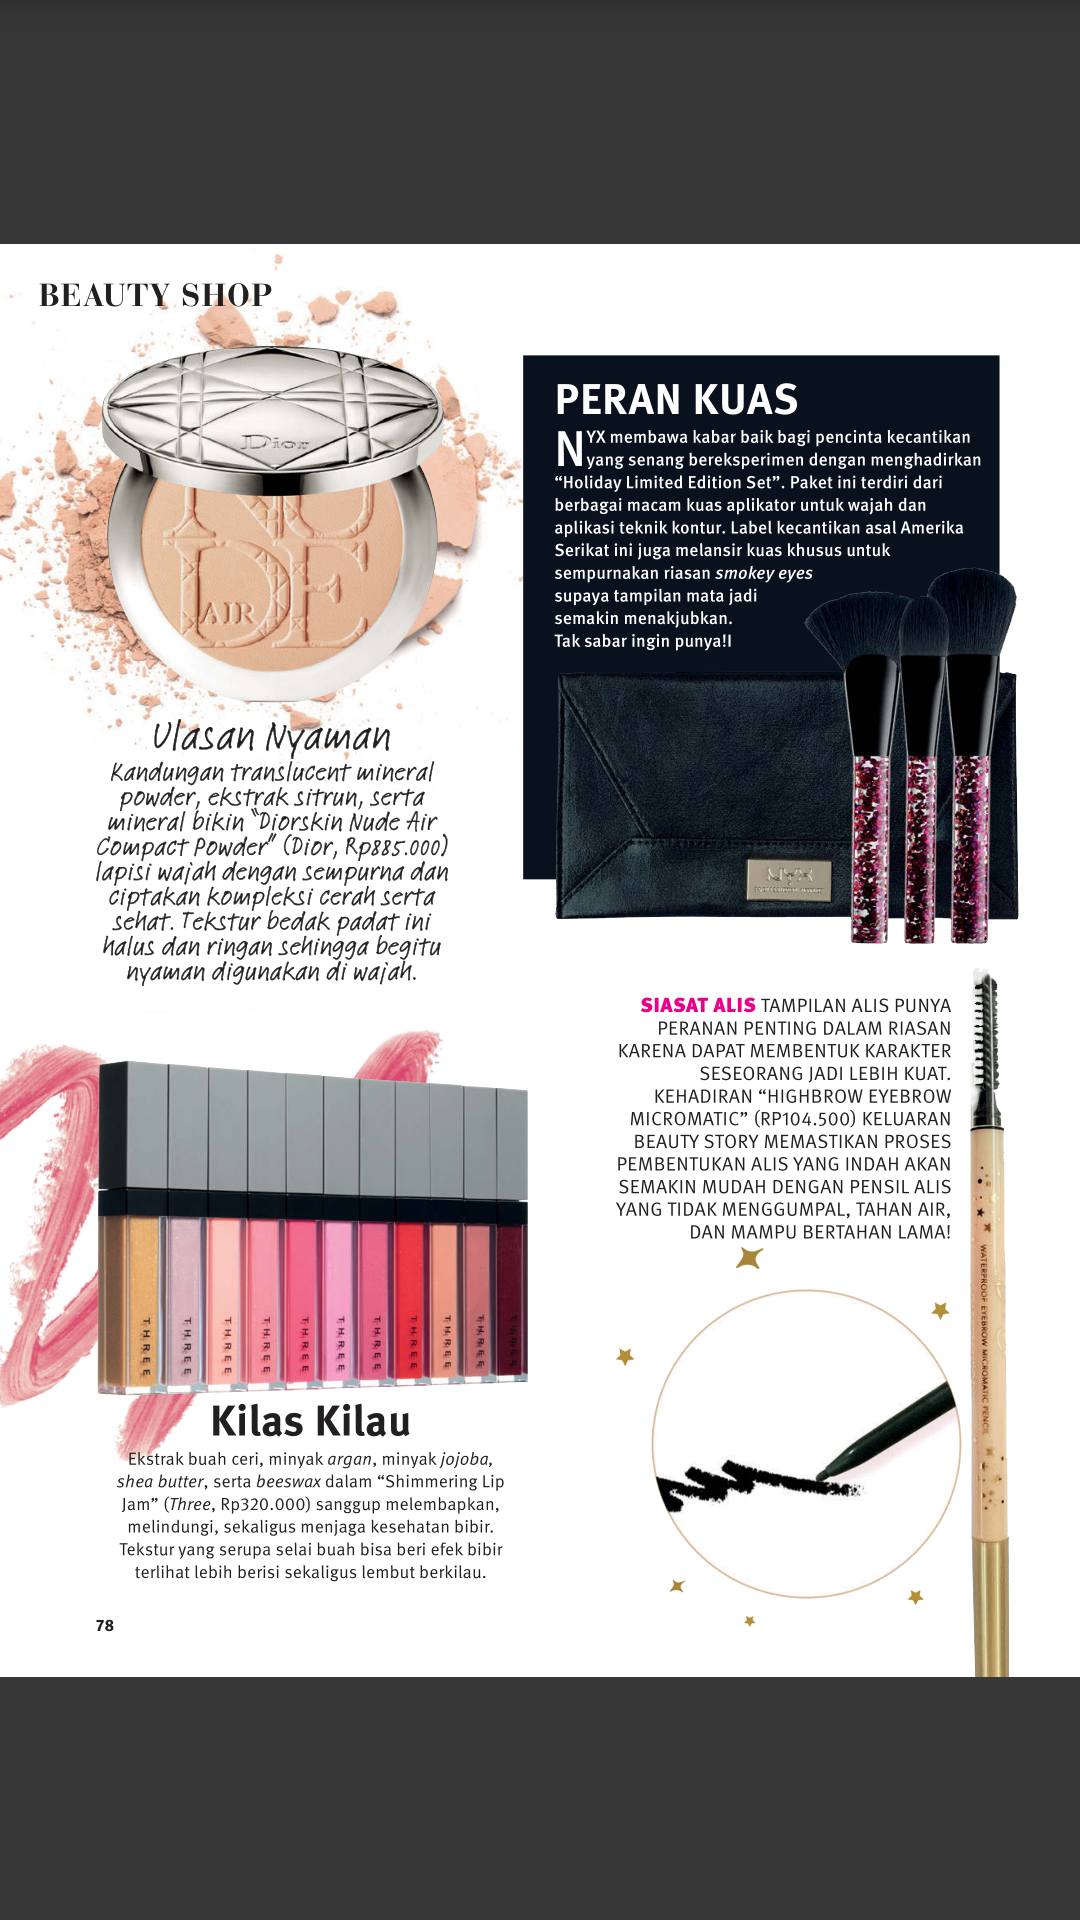 BEAUTY SHOP
Dior
NU
DE
AIR
Ulasan Nyaman
Kandungan translucent mineral
powder, ekstrak sitrun, serta
mineral bikin “Diorskin Nude Air
Compact Powder” (Dior, Rp885.000)
lapisi wajah dengan sempurna dan
ciptakan kompleksi cerah serta
sehat. Tekstur bedak padat ini
halus dan ringan sehingga begitu
nyaman digunakan di wajah.
PERAN KUAS
NYX membawa kabar baik bagi pencinta kecantikan
yang senang bereksperimen dengan menghadirkan
“Holiday Limited Edition Set”. Paket ini terdiri dari
berbagai macam kuas aplikator untuk wajah dan
aplikasi teknik kontur. Label kecantikan asal Amerika
Serikat ini juga melansir kuas khusus untuk
sempurnakan riasan smokey eyes
supaya tampilan mata jadi
semakin menakjubkan.
Tak sabar ingin punya!I
NYX
THREE
THREE
THREE
THREE
THREE
THREE
THREE
THREE
THREE
THREE
THREE
Kilas Kilau
Ekstrak buah ceri, minyak argan, minyak jojoba,
shea butter, serta beeswax dalam “Shimmering Lip
Jam” (Three, Rp320.000) sanggup melembapkan,
melindungi, sekaligus menjaga kesehatan bibir.
Tekstur yang serupa selai buah bisa beri efek bibir
terlihat lebih berisi sekaligus lembut berkilau.
SIASAT ALIS TAMPILAN ALIS PUNYA
PERANAN PENTING DALAM RIASAN
KARENA DAPAT MEMBENTUK KARAKTER
SESEORANG JADI LEBIH KUAT.
KEHADIRAN “HIGHBROW EYEBROW
MICROMATIC” (RP104.500) KELUARAN
BEAUTY STORY MEMASTIKAN PROSES
PEMBENTUKAN ALIS YANG INDAH AKAN
SEMAKIN MUDAH DENGAN PENSIL ALIS
YANG TIDAK MENGGUMPAL, TAHAN AIR,
DAN MAMPU BERTAHAN LAMA!
WATERPROOF EYEBROW MICROMATIC PENCIL
78